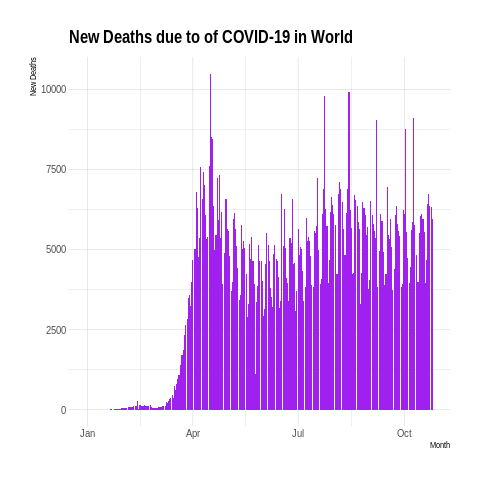 New Deaths due to of COVID-19 in World
New Deaths
10000
7500
5000
2500
0
Jan Apr Jul Oct
Month